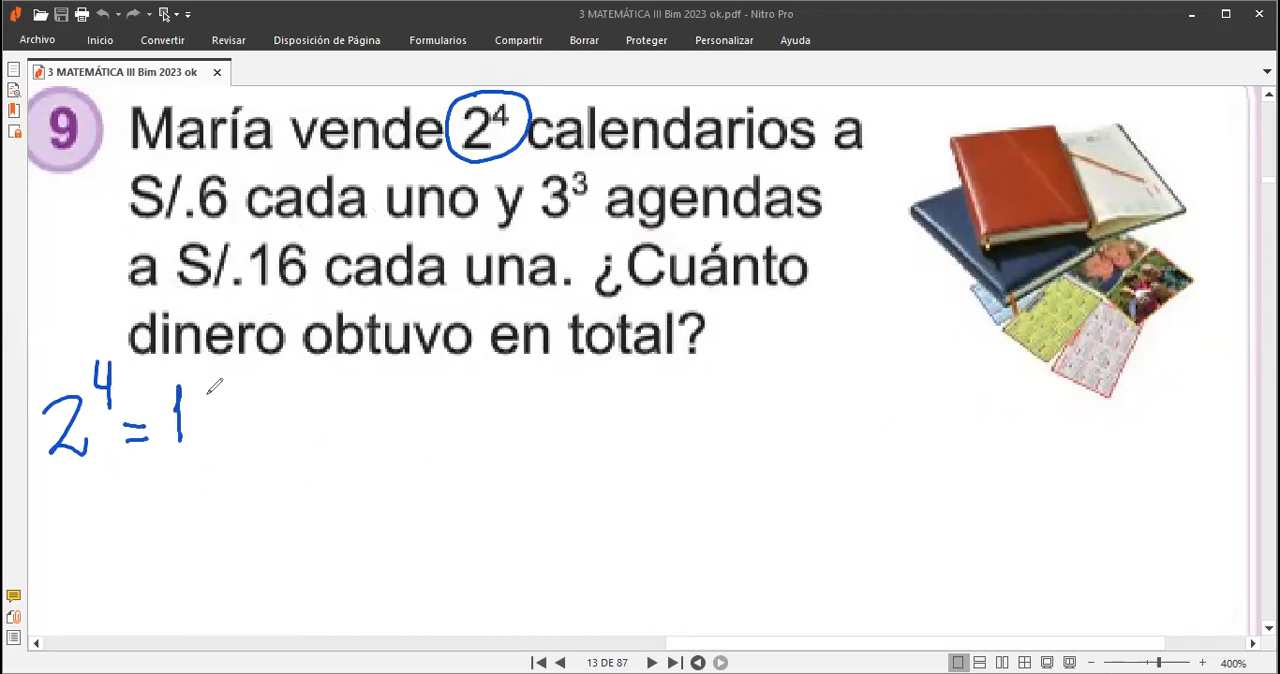 3 MATEMÁTICA III Bim 2023 ok.pdf - Nitro Pro
Archivo Inicio Convertir Revisar Disposición de Página Formularios Compartir Borrar Proteger Personalizar Ayuda
3 MATEMÁTICA III Bim 2023 ok
9 María vende 2⁴ calendarios a
S/.6 cada uno y 3³ agendas
a S/.16 cada una. ¿Cuánto
dinero obtuvo en total?
2⁴ = 1
13 DE 87
400%